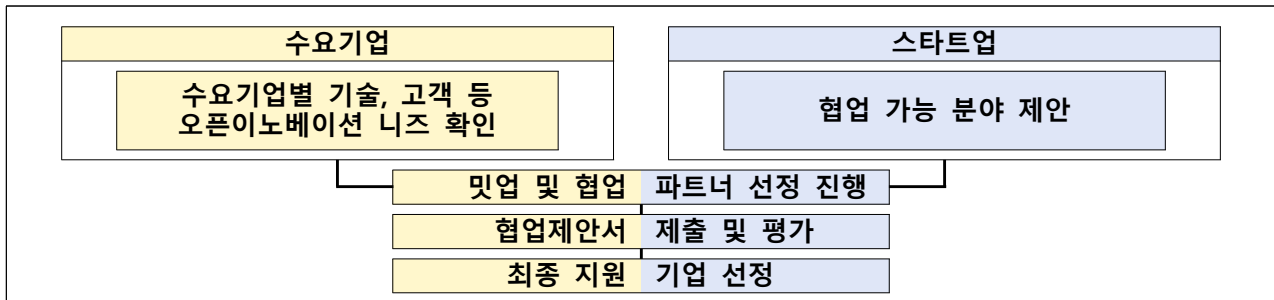 수요기업
스타트업
수요기업별 기술, 고객 등
오픈이노베이션 니즈 확인
협업 가능 분야 제안
밋업 및 협업 파트너 선정 진행
협업제안서 제출 및 평가
최종 지원 기업 선정